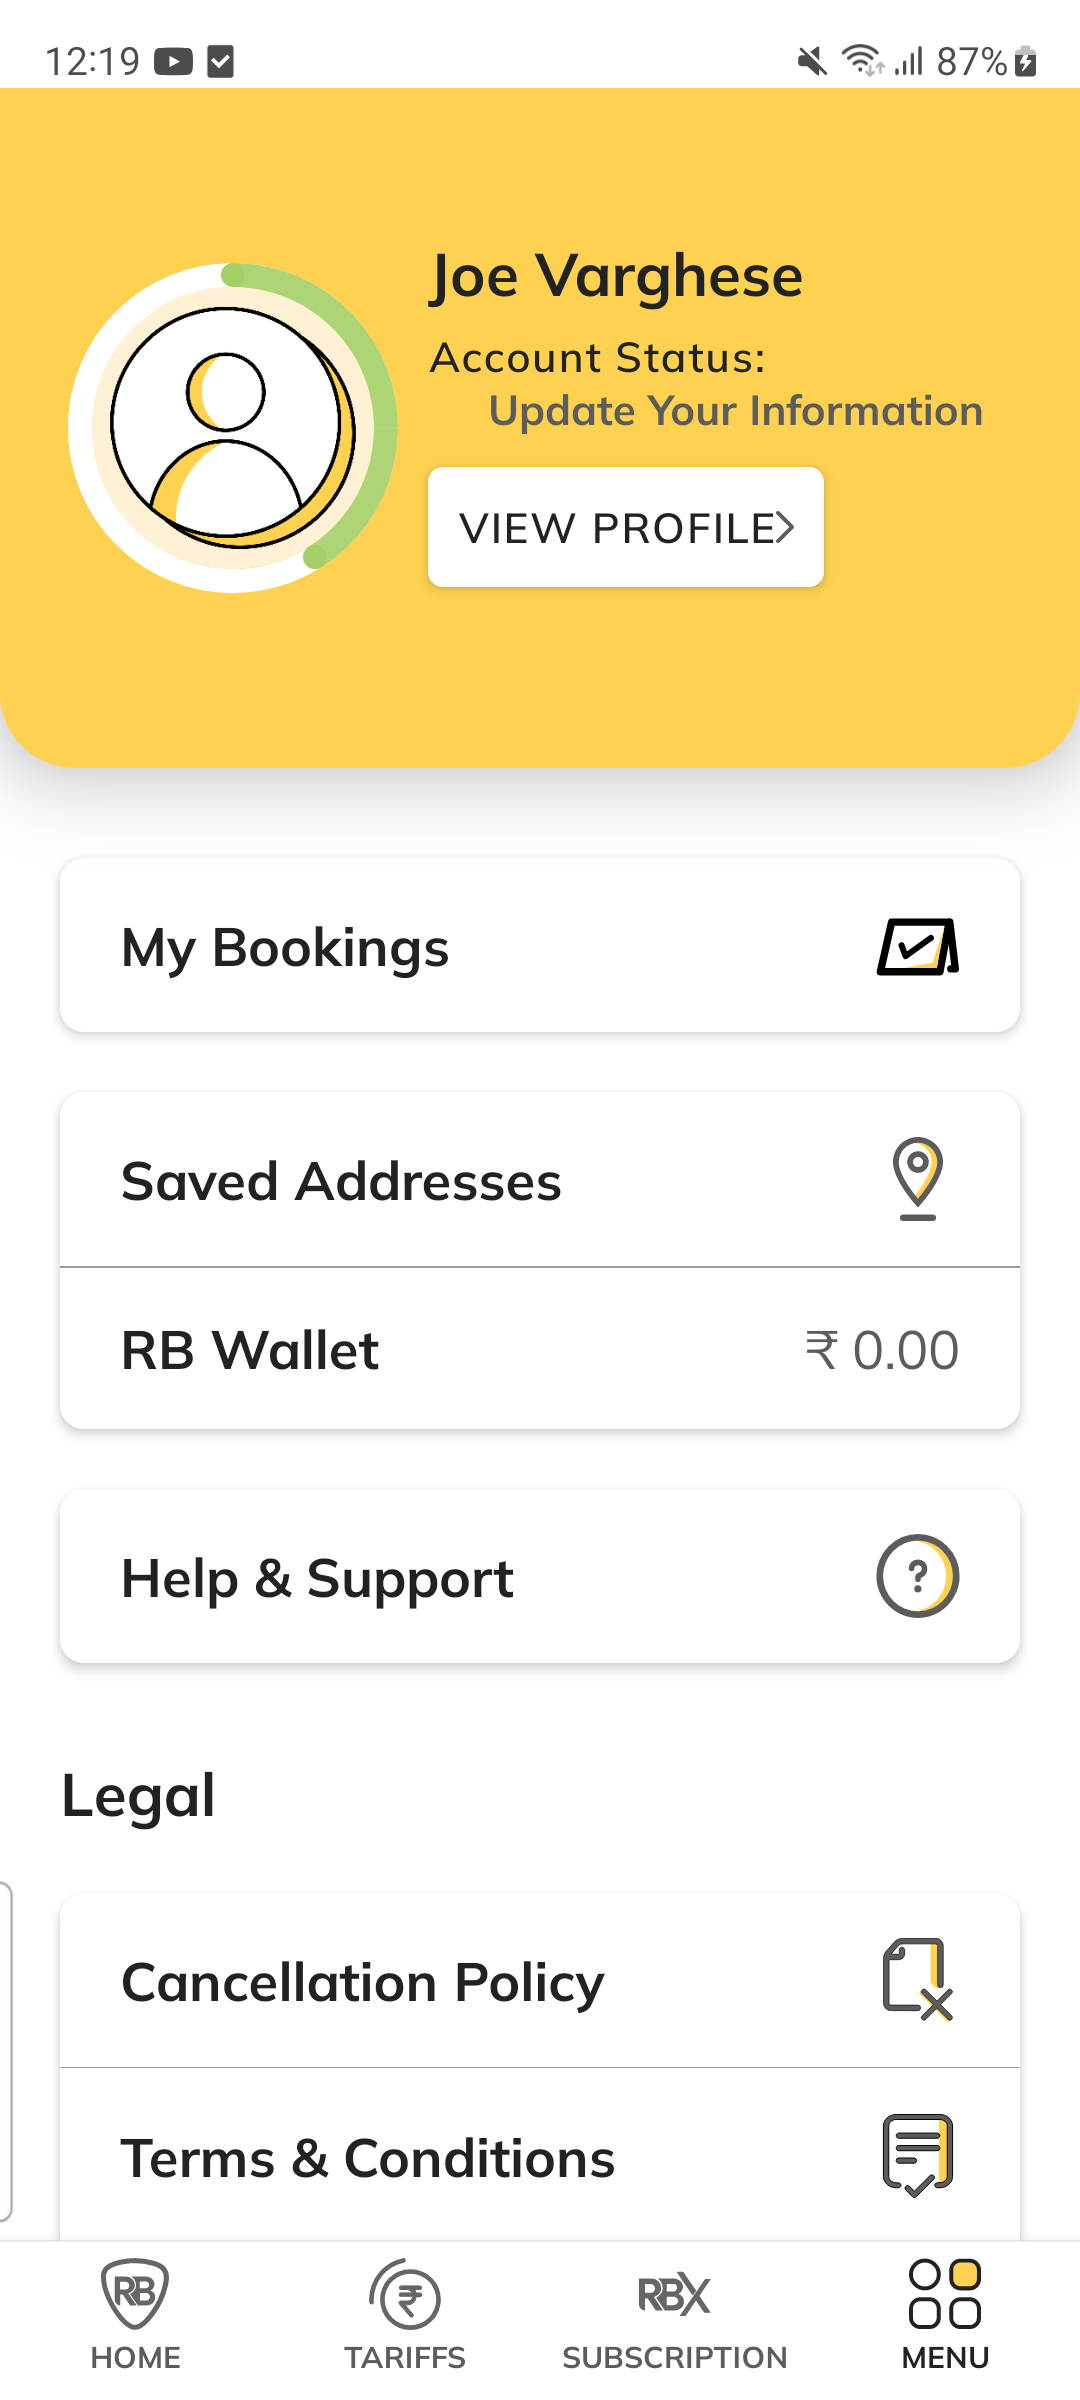 12:19
87%
Joe Varghese
Account Status:
Update Your Information
VIEW PROFILE
My Bookings
Saved Addresses
RB Wallet
₹ 0.00
Help & Support
Legal
Cancellation Policy
Terms & Conditions
RB
RBX
HOME
TARIFFS
SUBSCRIPTION
MENU